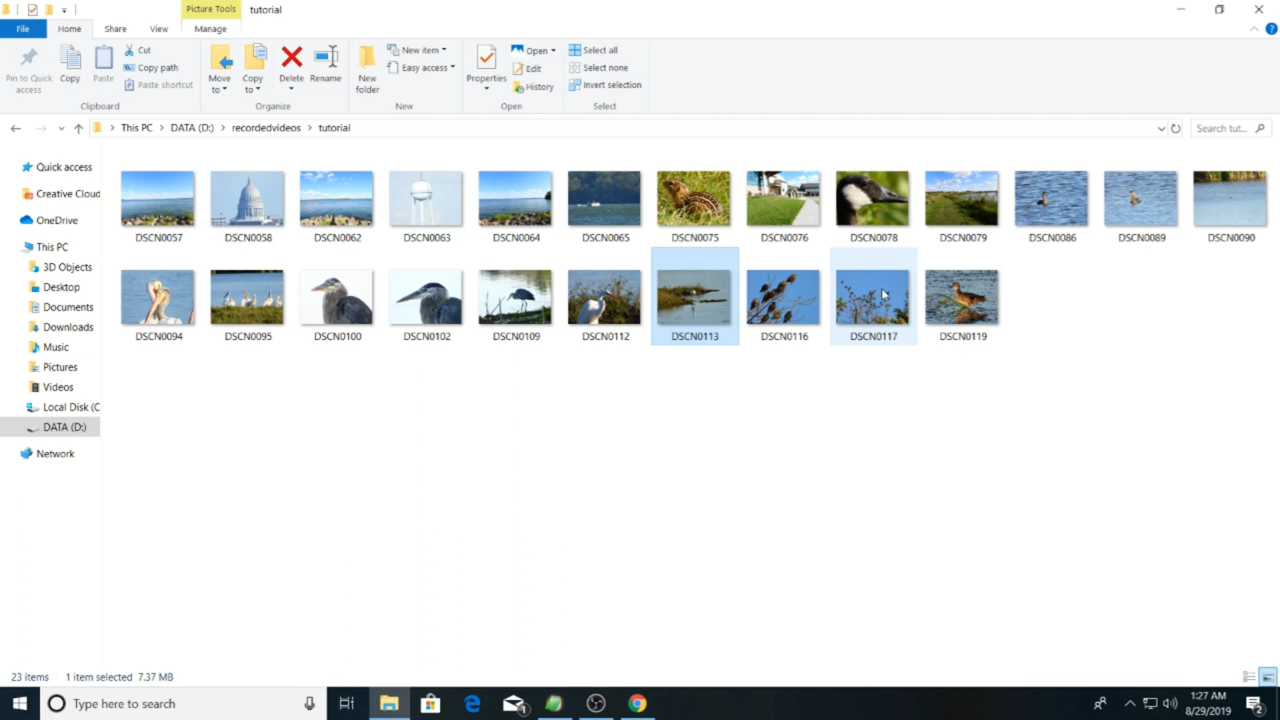 Picture Tools tutorial
File Home Share View Manage
Pin to Quick access
Copy
Paste
Cut
Copy path
Paste shortcut
Clipboard
Move to
Copy to
Delete
Rename
Organize
New folder
New item
Easy access
New
Properties
Open
Edit
History
Open
Select all
Select none
Invert selection
Select
This PC DATA (D:) recordedvideos tutorial
Search tut...
Quick access
Creative Cloud
OneDrive
This PC
3D Objects
Desktop
Documents
Downloads
Music
Pictures
Videos
Local Disk (C
DATA (D:)
Network
DSCN0057 DSCN0058 DSCN0062 DSCN0063 DSCN0064 DSCN0065 DSCN0075 DSCN0076 DSCN0078 DSCN0079 DSCN0086 DSCN0089 DSCN0090
DSCN0094 DSCN0095 DSCN0100 DSCN0102 DSCN0109 DSCN0112 DSCN0113 DSCN0116 DSCN0117 DSCN0119
23 items 1 item selected 7.37 MB
Type here to search
1
1:27 AM
8/29/2019
2